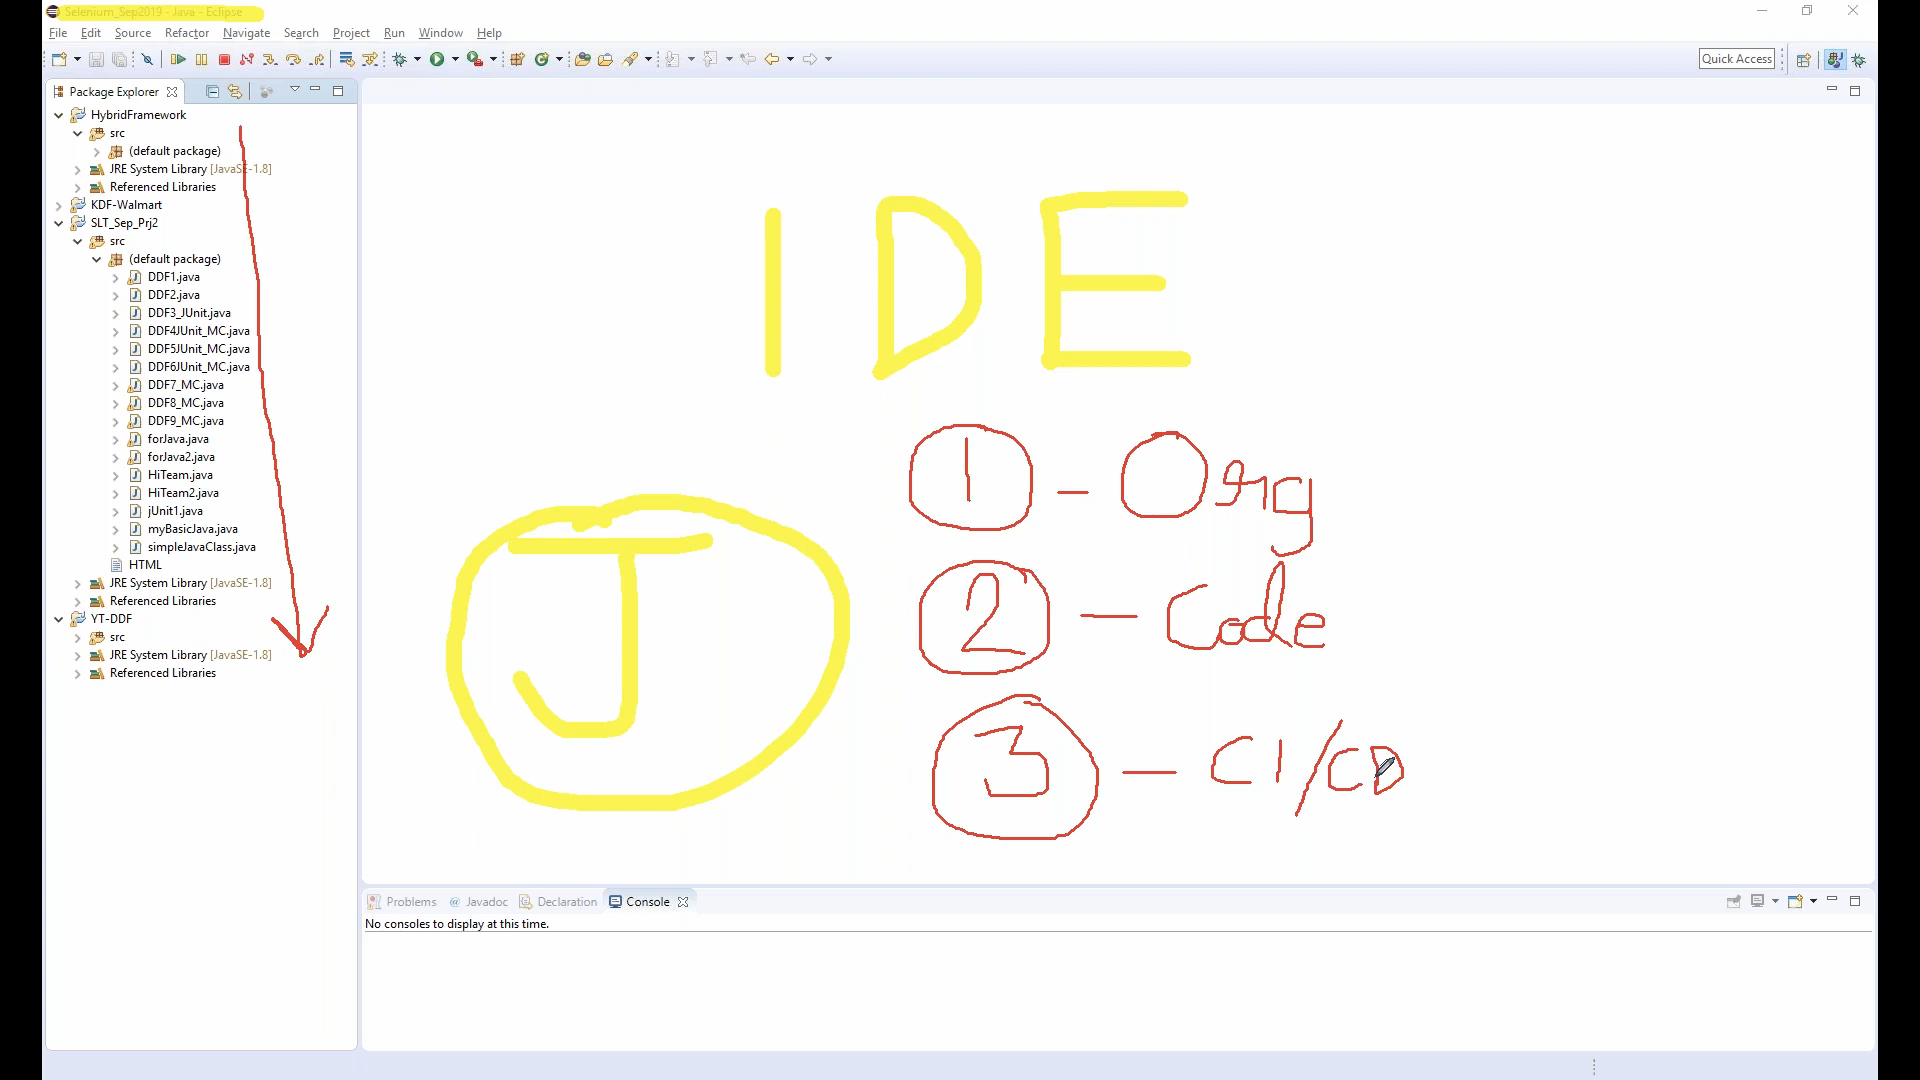 Selenium_Sep2019 - Java - Eclipse
File Edit Source Refactor Navigate Search Project Run Window Help
Quick Access
Package Explorer
HybridFramework
src
(default package)
JRE System Library [JavaSE-1.8]
Referenced Libraries
KDF-Walmart
SLT_Sep_Prj2
src
(default package)
DDF1.java
DDF2.java
DDF3_JUnit.java
DDF4JUnit_MC.java
DDF5JUnit_MC.java
DDF6JUnit_MC.java
DDF7_MC.java
DDF8_MC.java
DDF9_MC.java
forJava.java
forJava2.java
HiTeam.java
HiTeam2.java
jUnit1.java
myBasicJava.java
simpleJavaClass.java
HTML
JRE System Library [JavaSE-1.8]
Referenced Libraries
YT-DDF
src
JRE System Library [JavaSE-1.8]
Referenced Libraries
IDE
J
1 - Org
2 - Code
3 - CI/CD
Problems @ Javadoc Declaration Console
No consoles to display at this time.